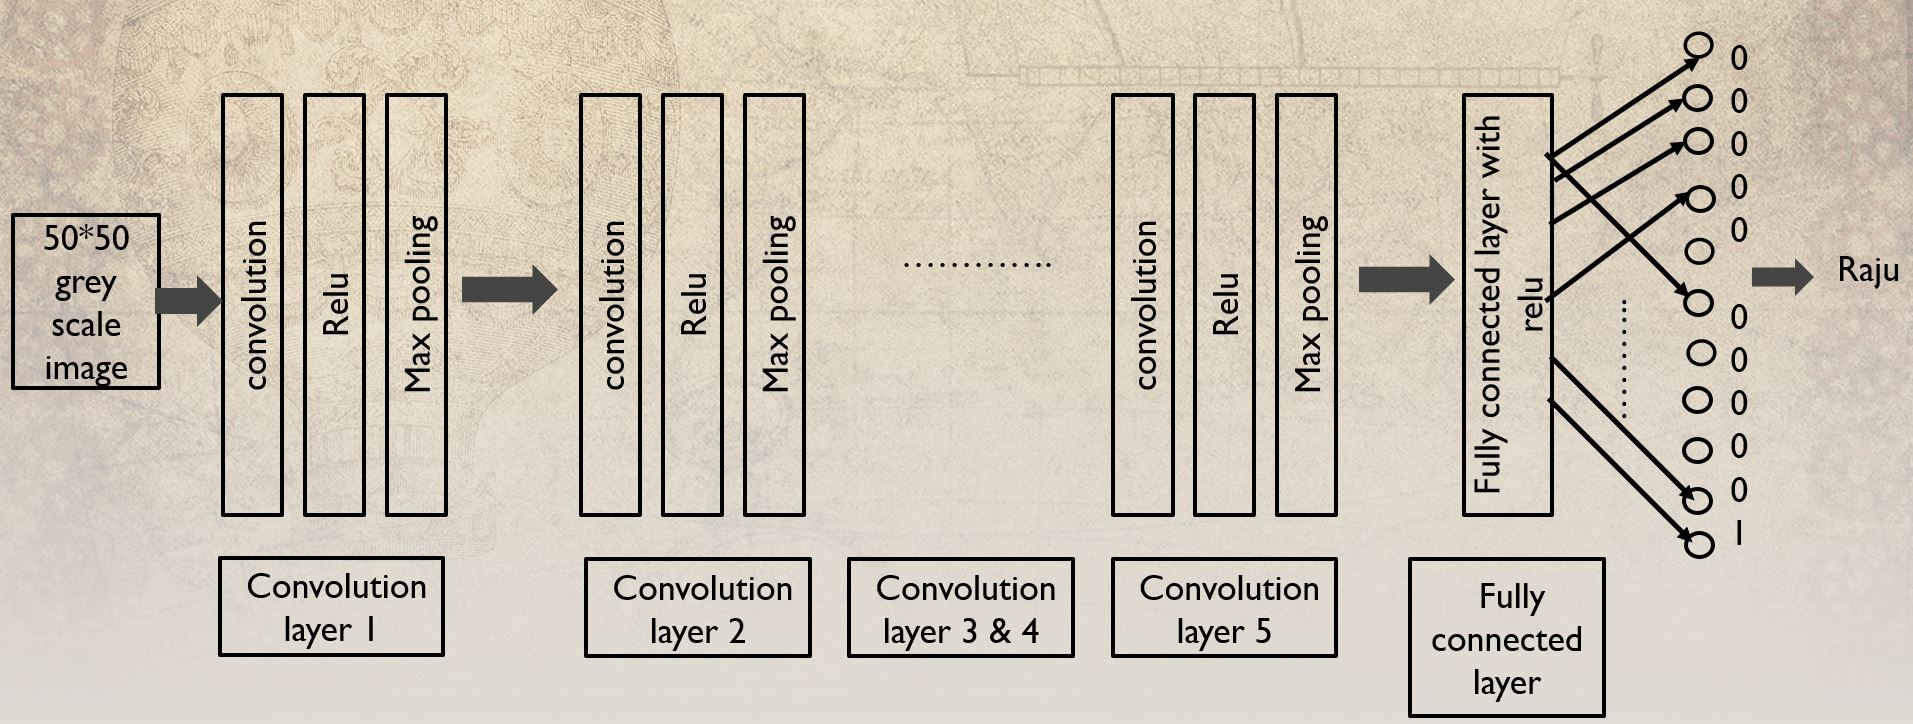 50*50
grey
scale
image
convolution
Relu
Max pooling
convolution
Relu
Max pooling
.............
convolution
Relu
Max pooling
Fully connected layer with
relu
0
0
0
0
0
0
0
0
0
0
1
Raju
Convolution
layer 1
Convolution
layer 2
Convolution
layer 3 & 4
Convolution
layer 5
Fully
connected
layer